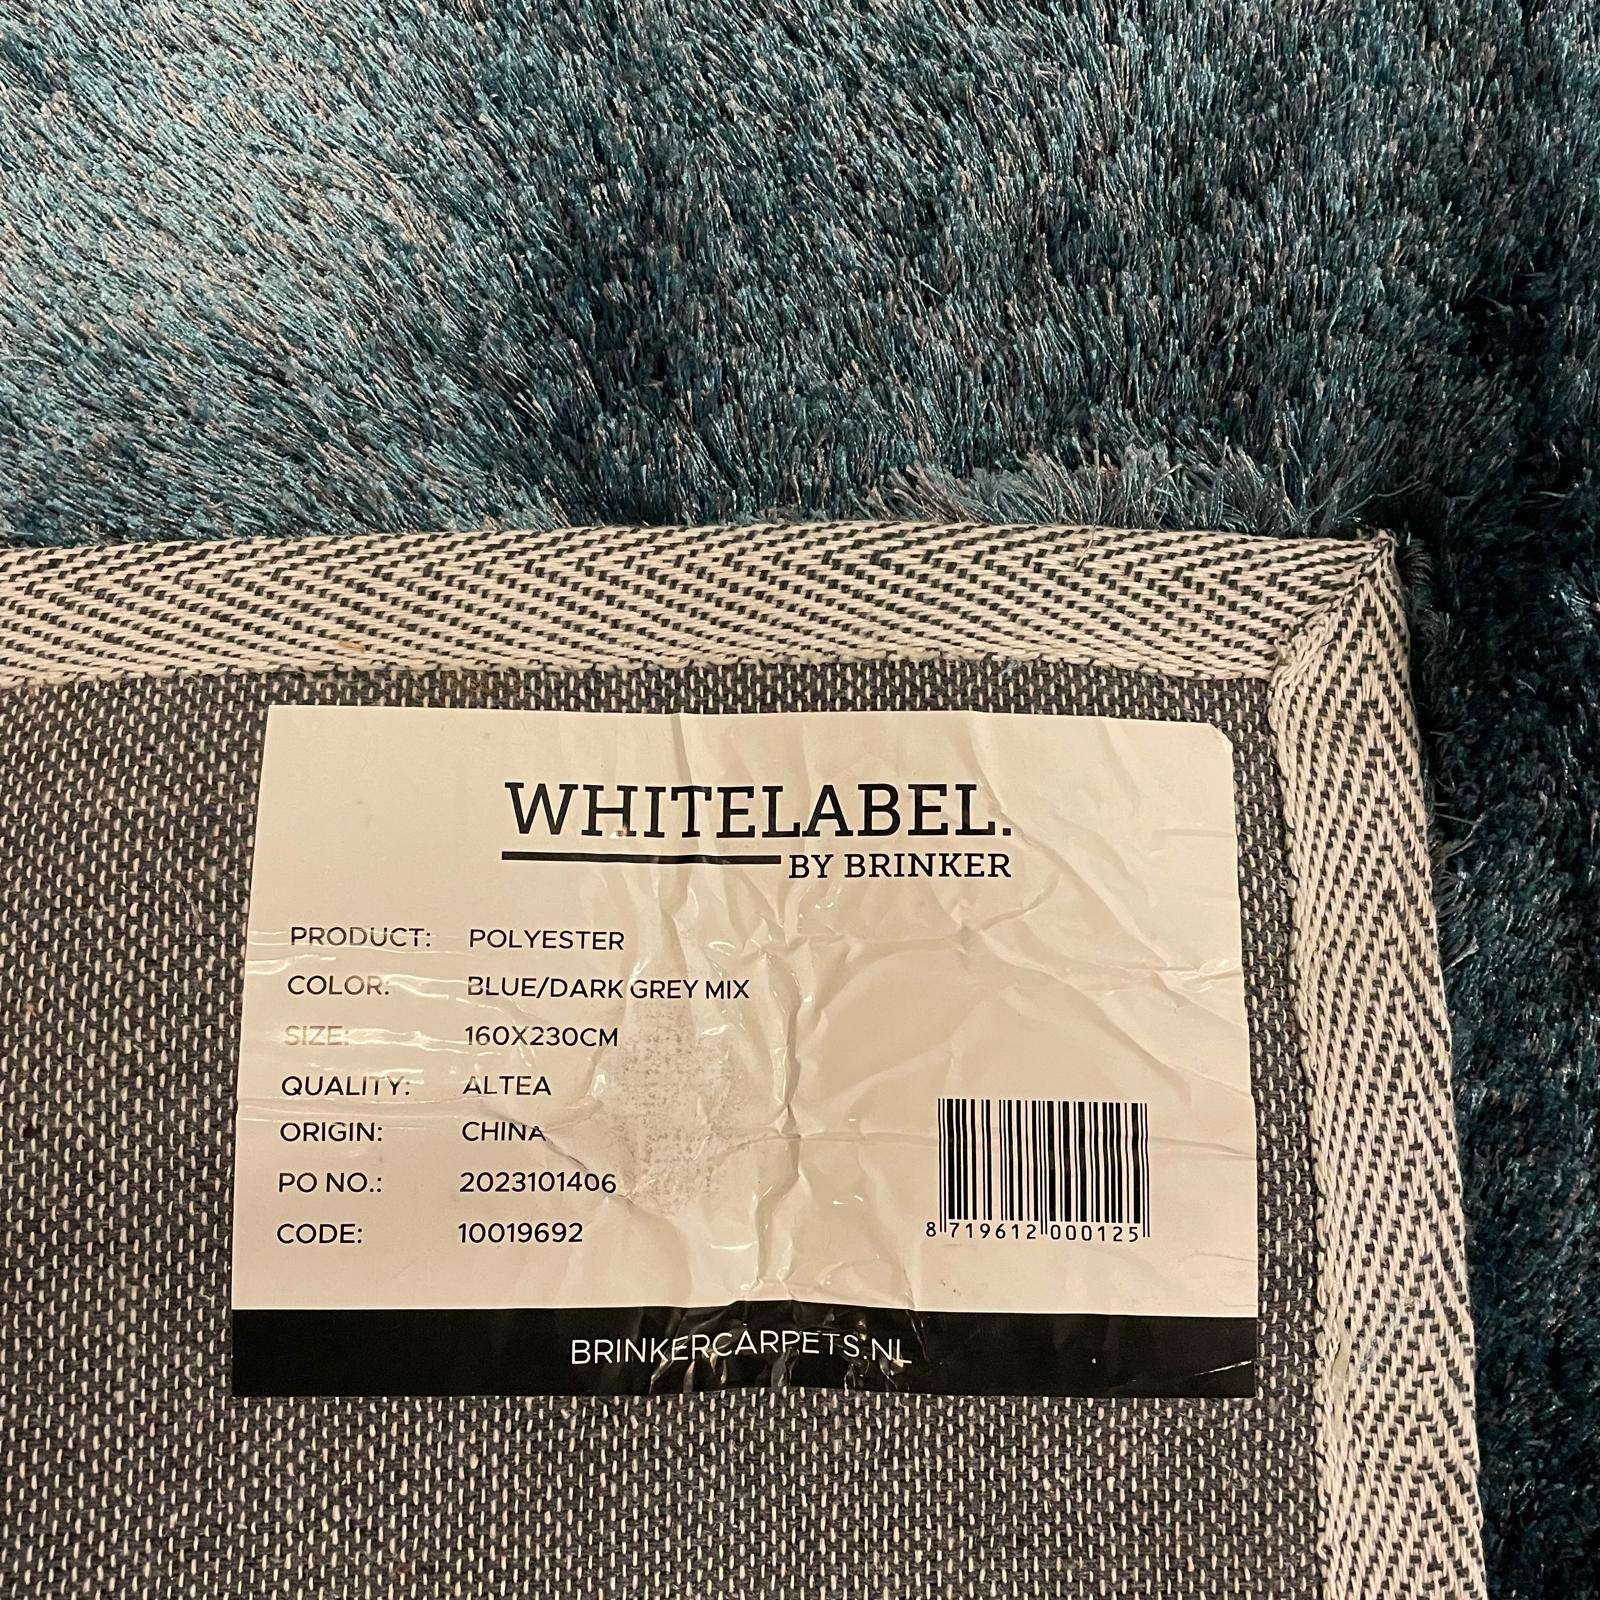 WHITELABEL.
BY BRINKER
PRODUCT: POLYESTER
COLOR: BLUE/DARK GREY MIX
SIZE: 160X230CM
QUALITY: ALTEA
ORIGIN: CHINA
PO NO.: 2023101406
CODE: 10019692
8 719612 000125
BRINKERCARPETS.NL